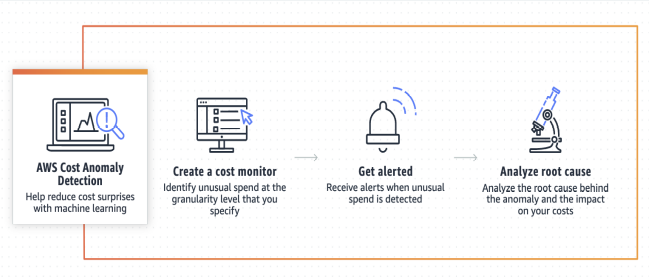 AWS Cost Anomaly
Detection
Help reduce cost surprises
with machine learning
Create a cost monitor
Identify unusual spend at the
granularity level that you
specify
Get alerted
Receive alerts when unusual
spend is detected
Analyze root cause
Analyze the root cause behind
the anomaly and the impact
on your costs